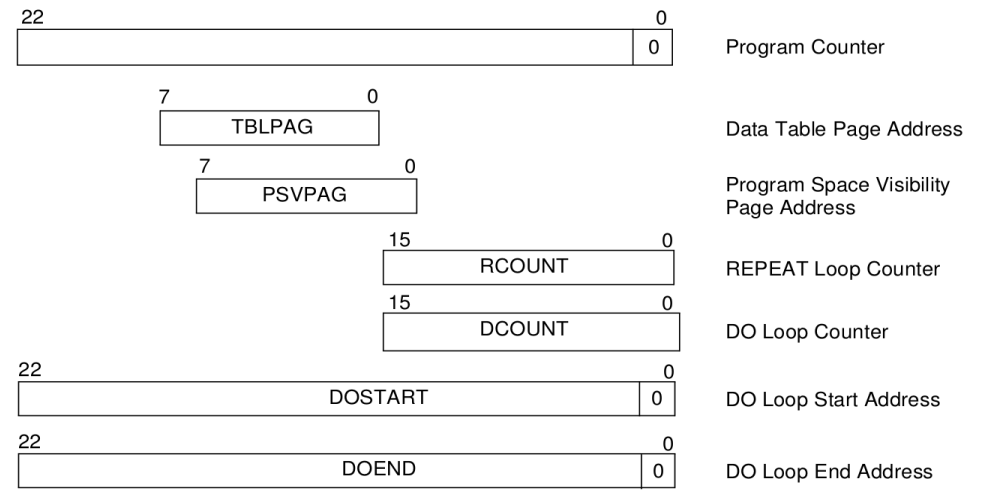 22 0
0 Program Counter
7 0
TBLPAG Data Table Page Address
7 0
PSVPAG Program Space Visibility
Page Address
15 0
RCOUNT REPEAT Loop Counter
15 0
DCOUNT DO Loop Counter
22 0
DOSTART 0 DO Loop Start Address
22 0
DOEND 0 DO Loop End Address